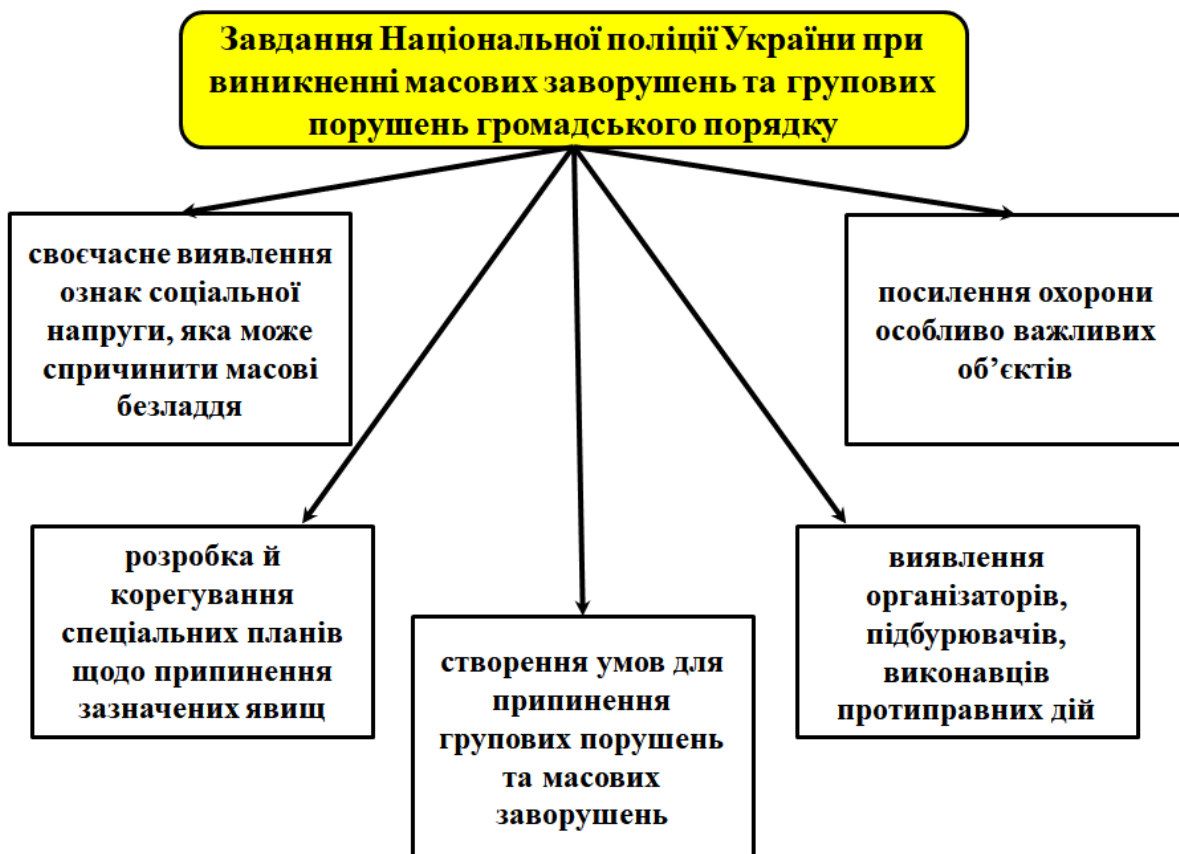 Завдання Національної поліції України при
виникненні масових заворушень та групових
порушень громадського порядку
своєчасне виявлення
ознак соціальної
напруги, яка може
спричинити масові
безладдя
посилення охорони
особливо важливих
об’єктів
розробка й
корегування
спеціальних планів
щодо припинення
зазначених явищ
створення умов для
припинення
групових порушень
та масових
заворушень
виявлення
організаторів,
підбурювачів,
виконавців
протиправних дій